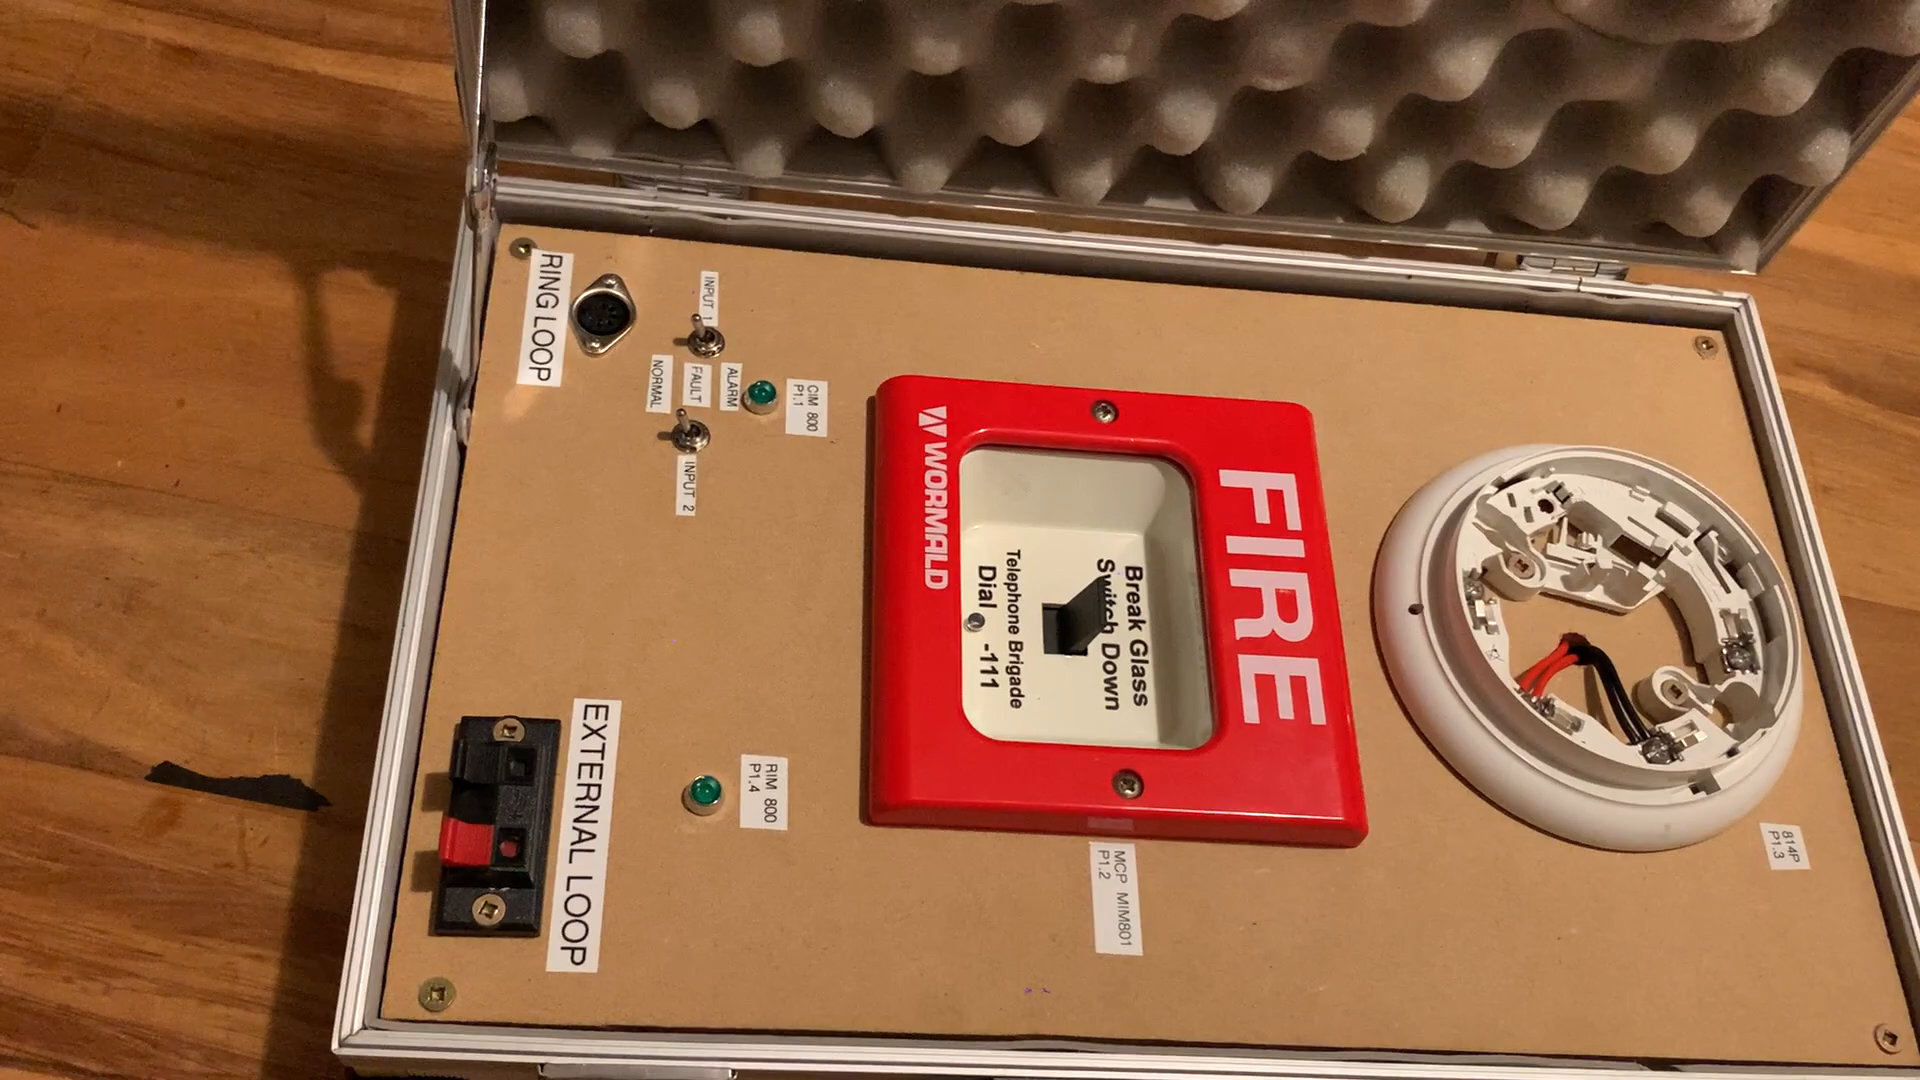 RING LOOP
INPUT 1
NORMAL
FAULT
ALARM
INPUT 2
CIM 800
P1.1
EXTERNAL LOOP
RIM 800
P1.4
FIRE
Break Glass
Switch Down
Telephone Brigade
Dial -111
WORMALD
MCP MIM801
P1.2
814P
P1.3